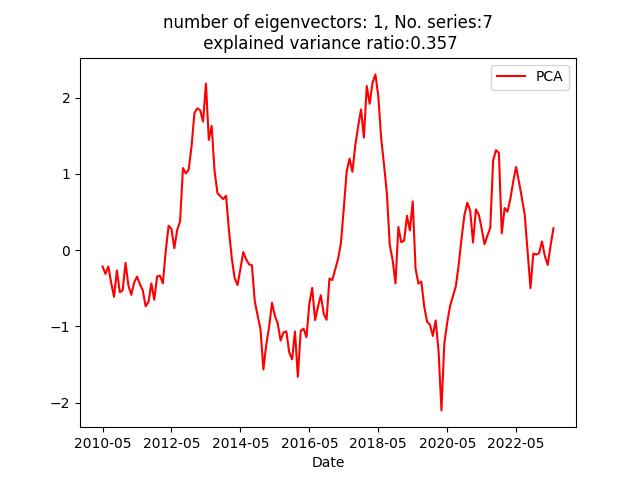 number of eigenvectors: 1, No. series:7
explained variance ratio:0.357
PCA
2
1
0
−1
−2
2010-05 2012-05 2014-05 2016-05 2018-05 2020-05 2022-05
Date